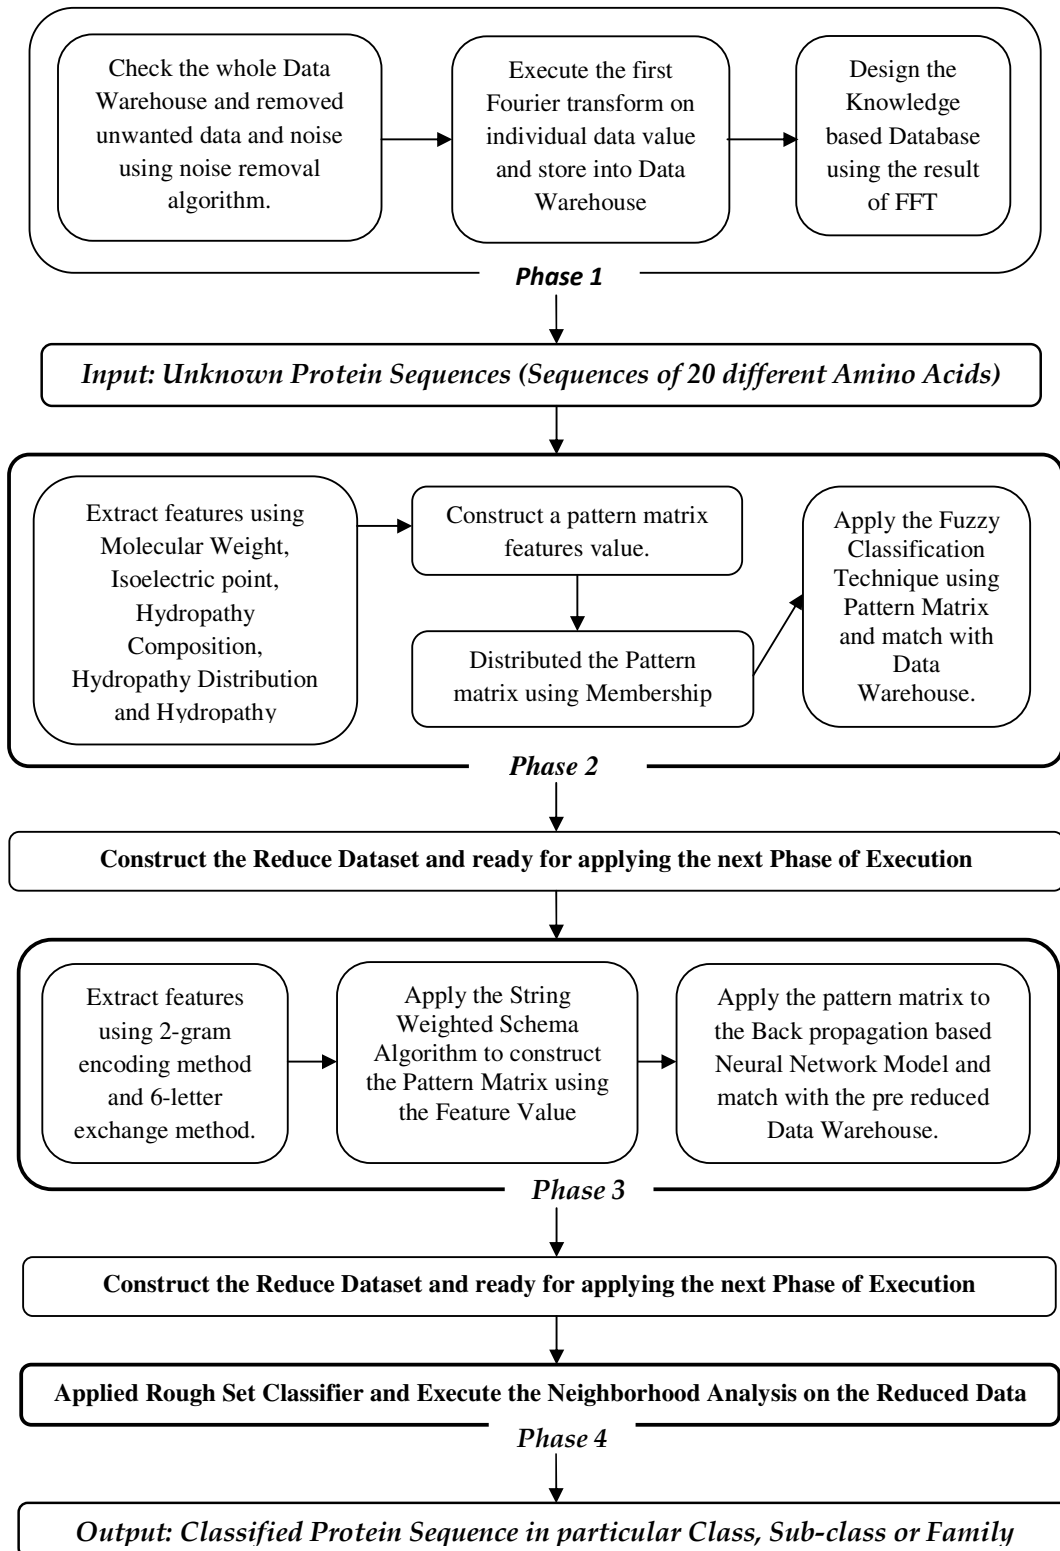 Check the whole Data
Warehouse and removed
unwanted data and noise
using noise removal
algorithm.
Execute the first
Fourier transform on
individual data value
and store into Data
Warehouse
Design the
Knowledge
based Database
using the result
of FFT
Phase 1
Input: Unknown Protein Sequences (Sequences of 20 different Amino Acids)
Extract features using
Molecular Weight,
Isoelectric point,
Hydropathy
Composition,
Hydropathy Distribution
and Hydropathy
Construct a pattern matrix
features value.
Distributed the Pattern
matrix using Membership
Apply the Fuzzy
Classification
Technique using
Pattern Matrix
and match with
Data
Warehouse.
Phase 2
Construct the Reduce Dataset and ready for applying the next Phase of Execution
Extract features
using 2-gram
encoding method
and 6-letter
exchange method.
Apply the String
Weighted Schema
Algorithm to construct
the Pattern Matrix using
the Feature Value
Apply the pattern matrix to
the Back propagation based
Neural Network Model and
match with the pre reduced
Data Warehouse.
Phase 3
Construct the Reduce Dataset and ready for applying the next Phase of Execution
Applied Rough Set Classifier and Execute the Neighborhood Analysis on the Reduced Data
Phase 4
Output: Classified Protein Sequence in particular Class, Sub-class or Family